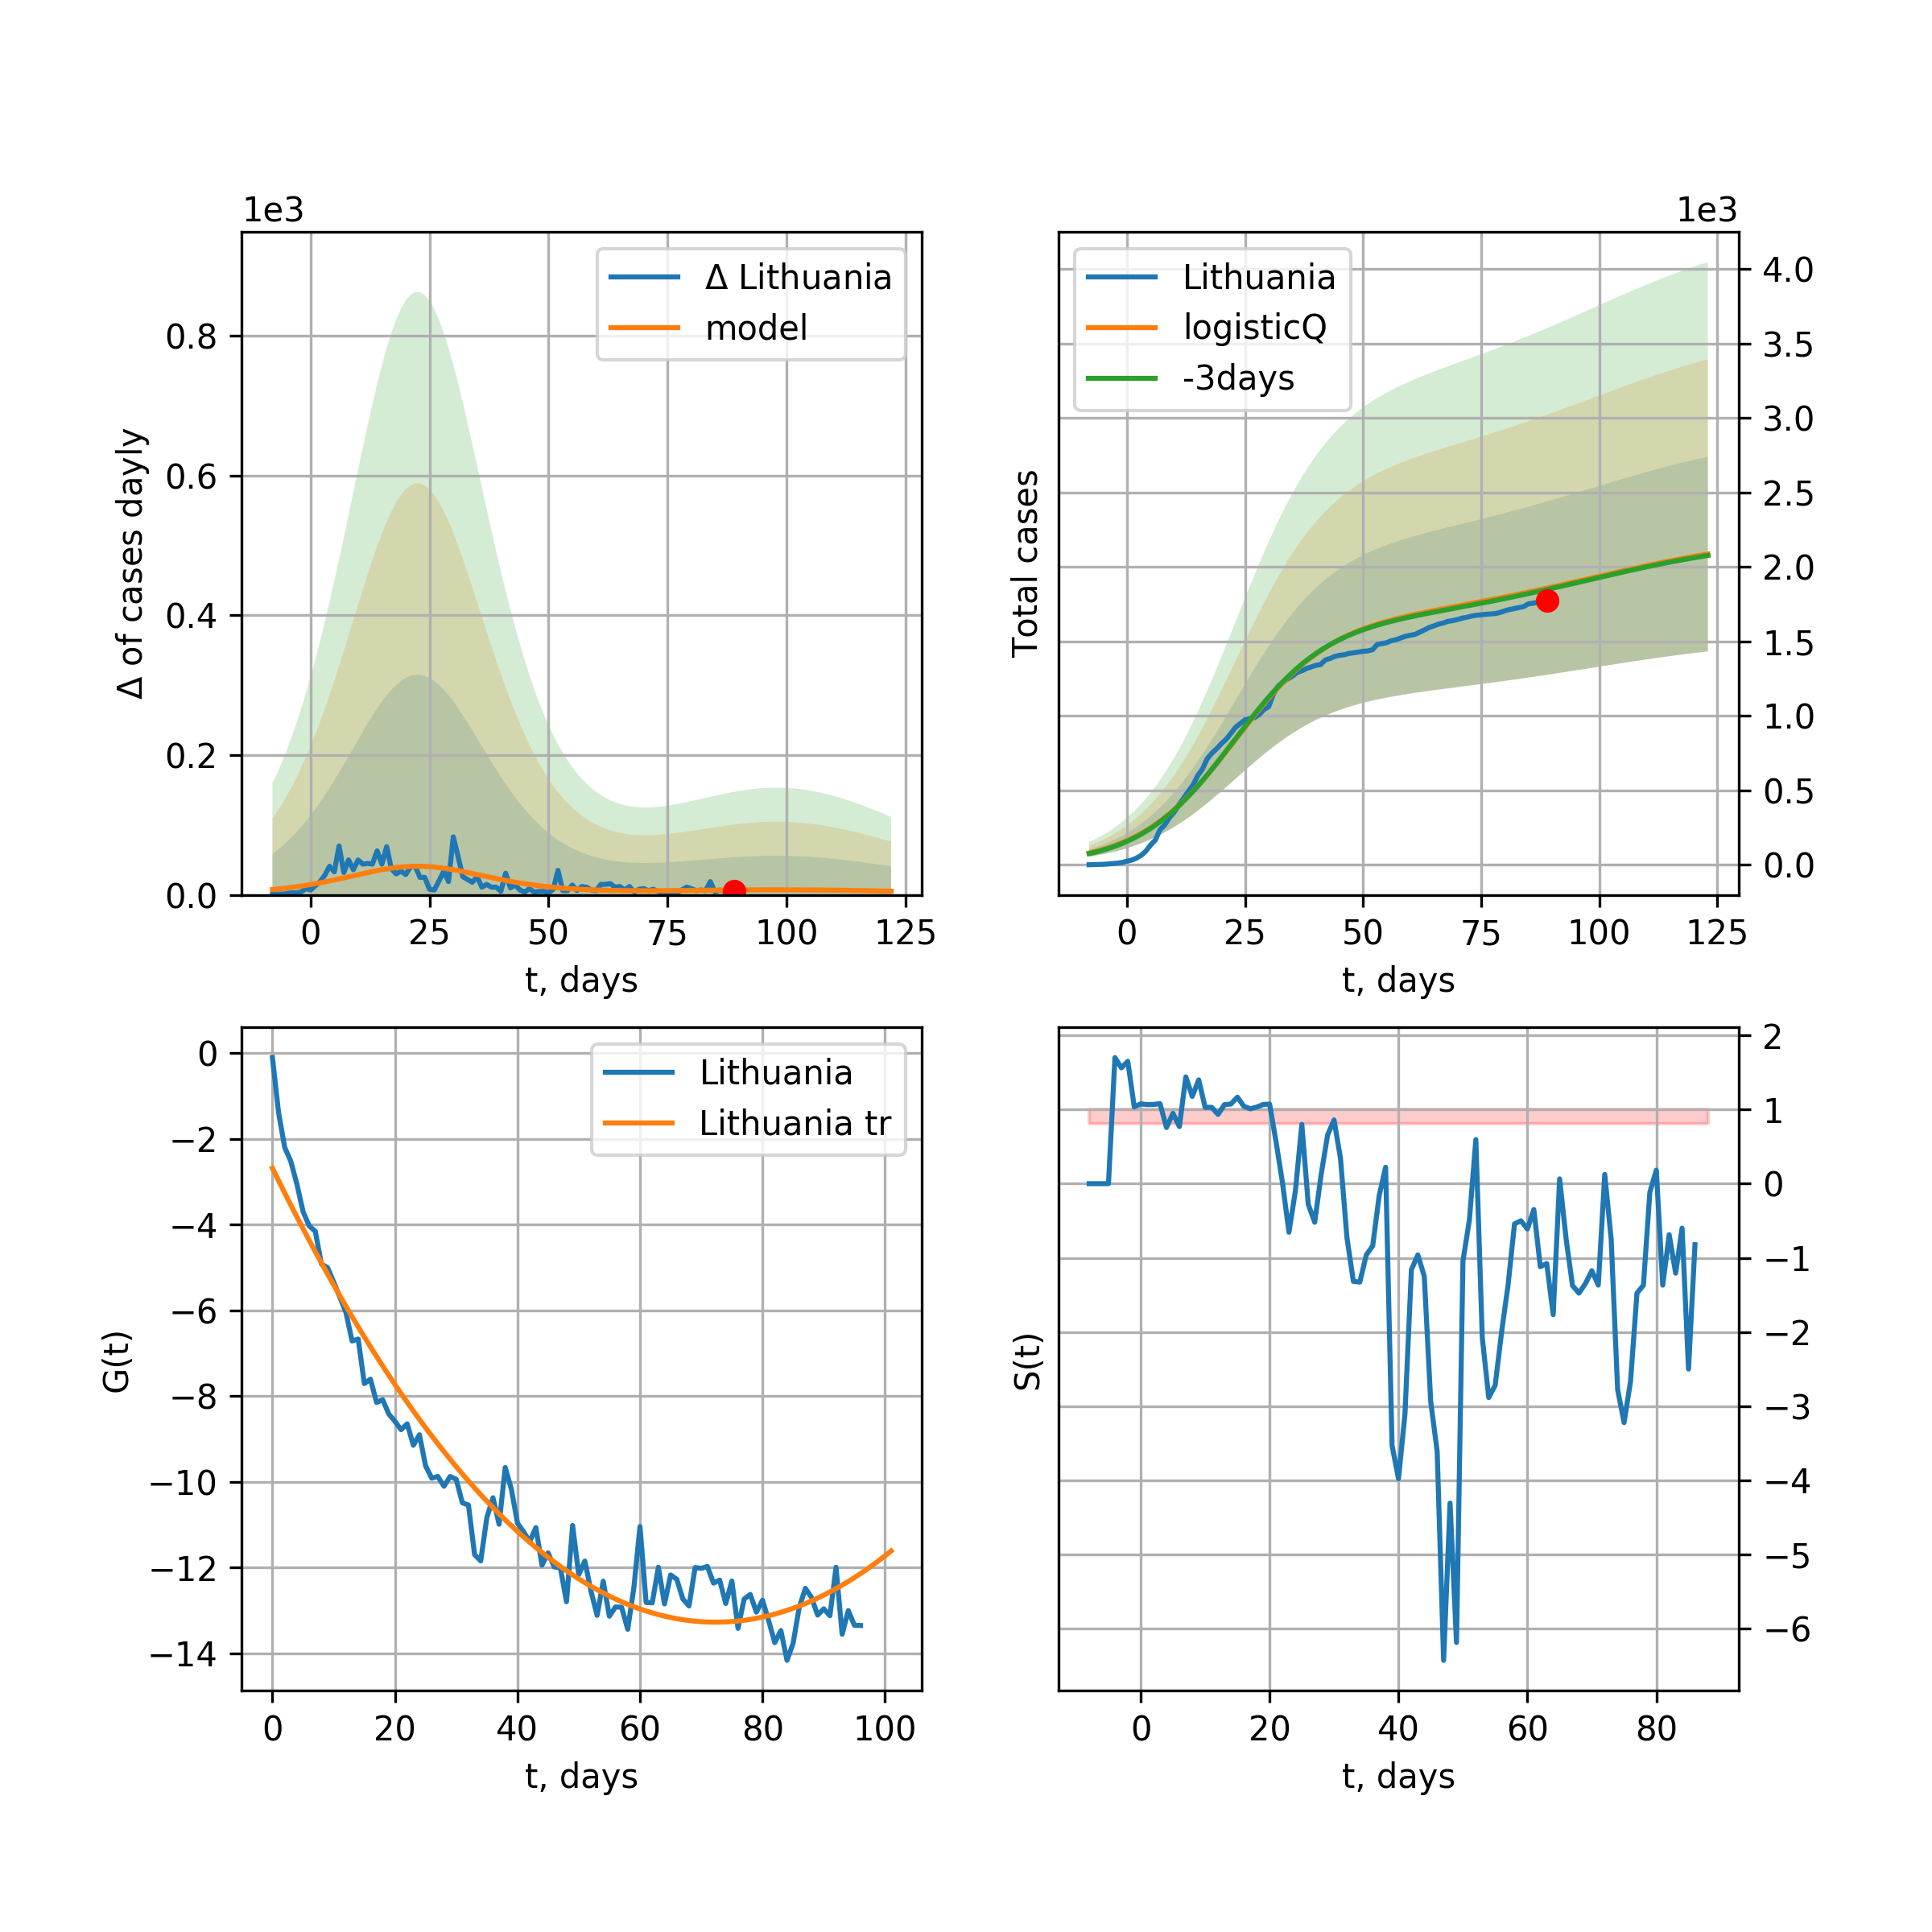 1e3
Δ of cases dayly
0.8
0.6
0.4
0.2
0.0
Δ Lithuania
model
0 25 50 75 100 125
t, days
1e3
Total cases
Lithuania
logisticQ
-3days
4.0
3.5
3.0
2.5
2.0
1.5
1.0
0.5
0.0
0 25 50 75 100 125
t, days
G(t)
0
−2
−4
−6
−8
−10
−12
−14
Lithuania
Lithuania tr
0 20 40 60 80 100
t, days
S(t)
2
1
0
−1
−2
−3
−4
−5
−6
0 20 40 60 80
t, days